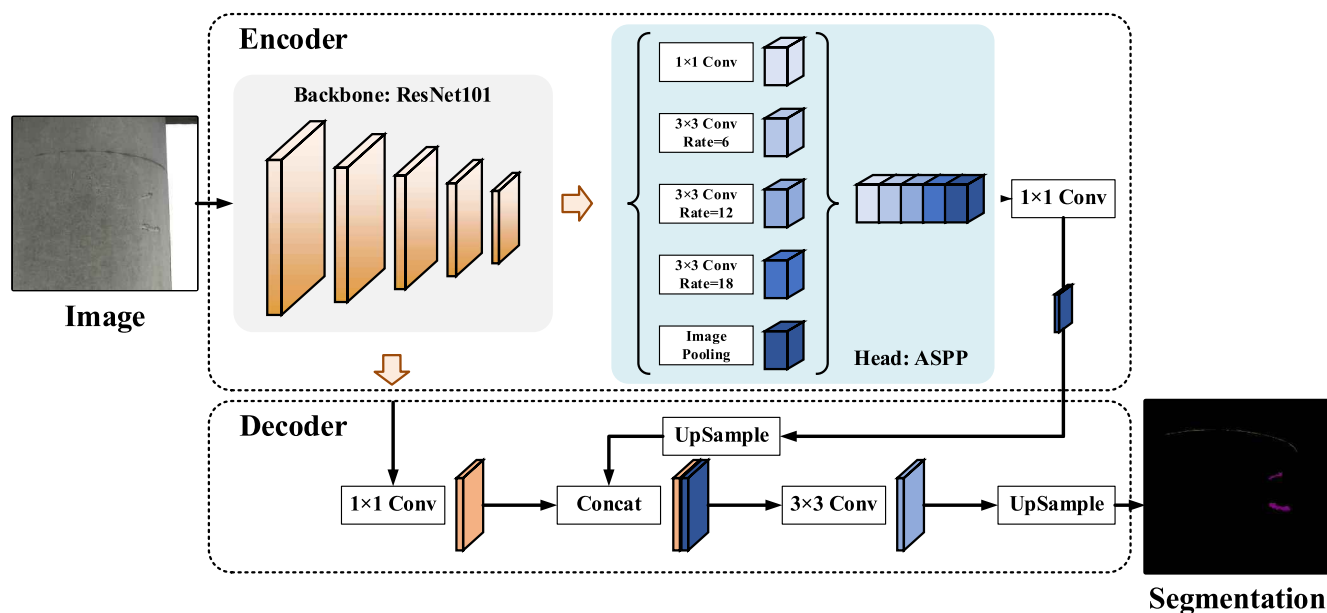 Encoder
Backbone: ResNet101
1×1 Conv
3×3 Conv
Rate=6
3×3 Conv
Rate=12
3×3 Conv
Rate=18
Image
Pooling
Head: ASPP
1×1 Conv
Image
Decoder
UpSample
1×1 Conv
Concat
3×3 Conv
UpSample
Segmentation